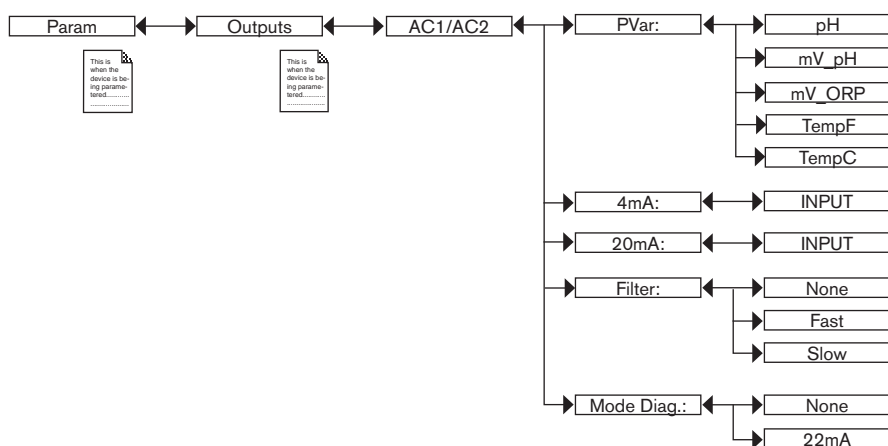 Param
Outputs
AC1/AC2
PVar:
pH
mV_pH
mV_ORP
TempF
TempC
This is
when the
device is be-
ing parame-
tered............
......................
This is
when the
device is be-
ing parame-
tered............
......................
4mA:
INPUT
20mA:
INPUT
Filter:
None
Fast
Slow
Mode Diag.:
None
22mA